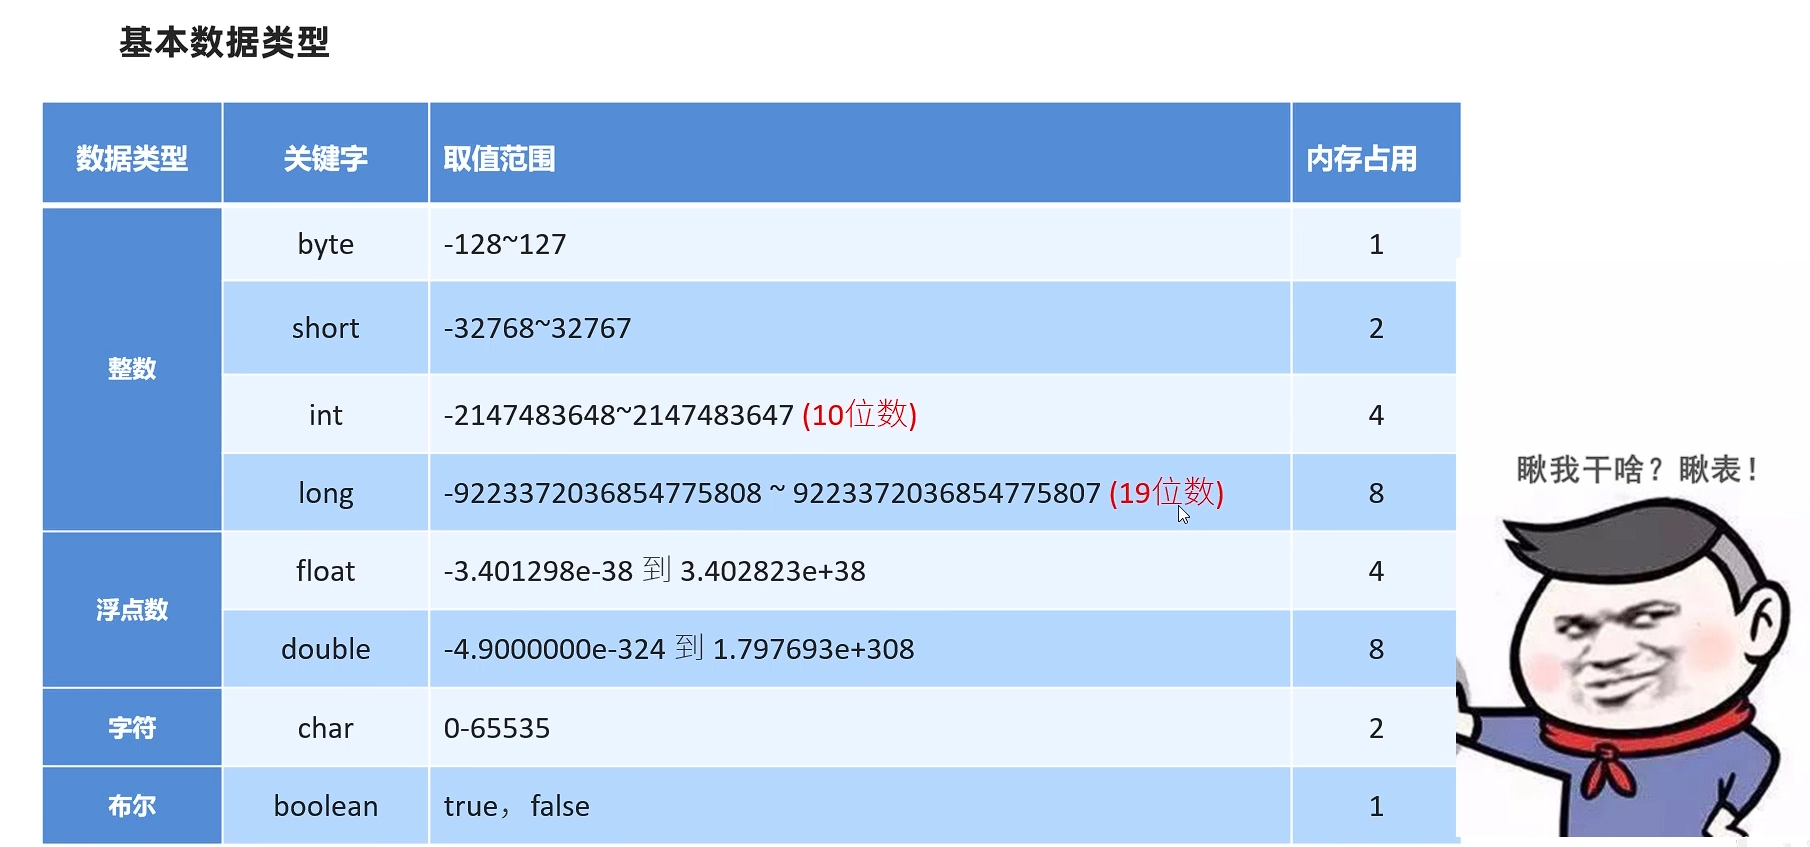 基本数据类型
数据类型 关键字 取值范围 内存占用
整数 byte -128~127 1
short -32768~32767 2
int -2147483648~2147483647 (10位数) 4
long -9223372036854775808 ~ 9223372036854775807 (19位数) 8
浮点数 float -3.401298e-38 到 3.402823e+38 4
double -4.9000000e-324 到 1.797693e+308 8
字符 char 0-65535 2
布尔 boolean true，false 1
瞅我干啥？瞅表！